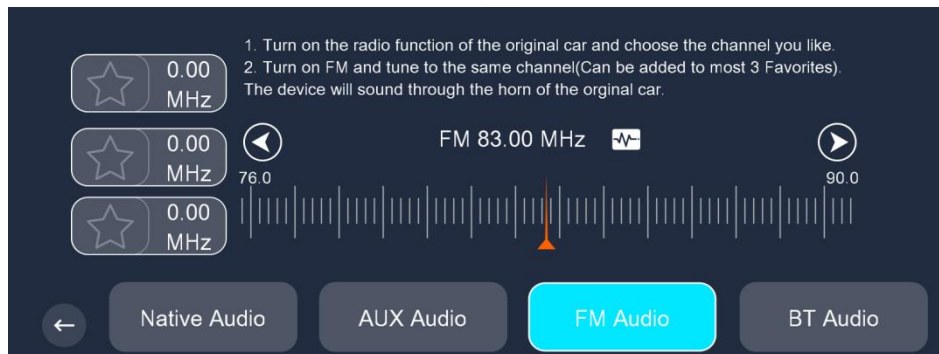 1. Turn on the radio function of the original car and choose the channel you like.
2. Turn on FM and tune to the same channel(Can be added to most 3 Favorites).
The device will sound through the horn of the orginal car.
0.00
MHz
0.00
MHz
0.00
MHz
FM 83.00 MHz
76.0
90.0
Native Audio
AUX Audio
FM Audio
BT Audio